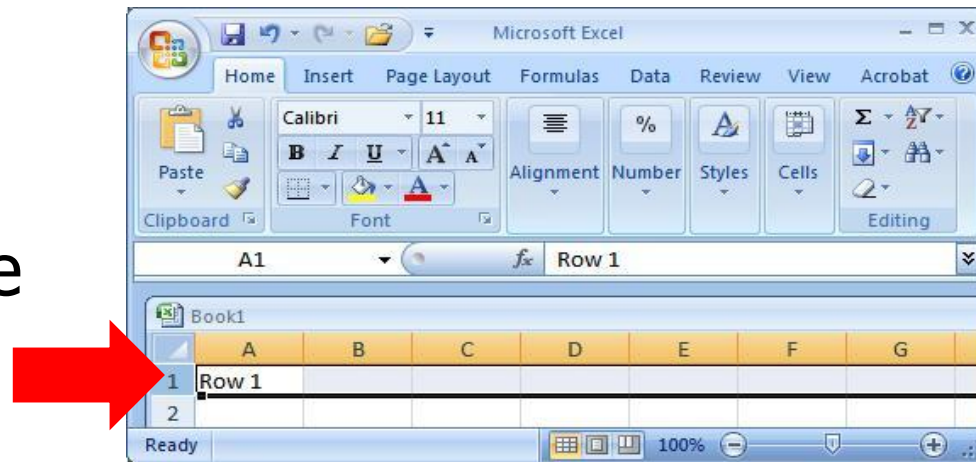 Microsoft Excel
Home Insert Page Layout Formulas Data Review View Acrobat
Calibri 11 Σ
B I U A A % A
Paste Alignment Number Styles Cells
A
Clipboard Font Editing
A1 fx Row 1
e
Book1
A B C D E F G
1 Row 1
2
Ready 100%